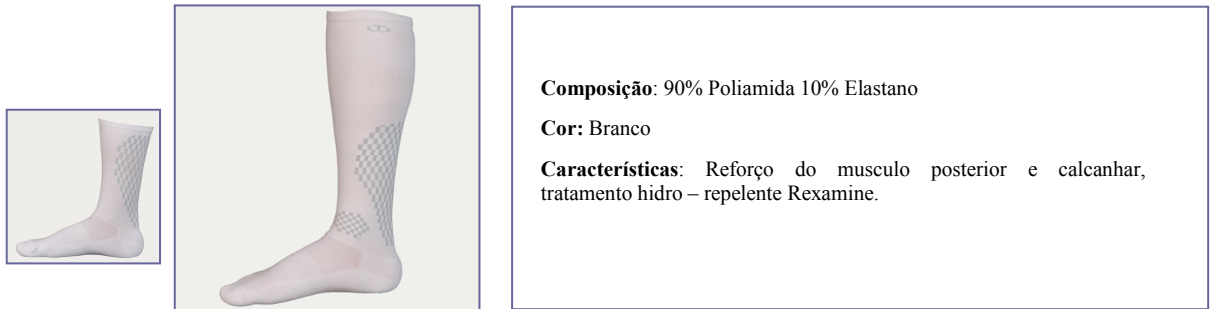 Composição: 90% Poliamida 10% Elastano
Cor: Branco
Características: Reforço do musculo posterior e calcanhar,
tratamento hidro – repelente Rexamine.